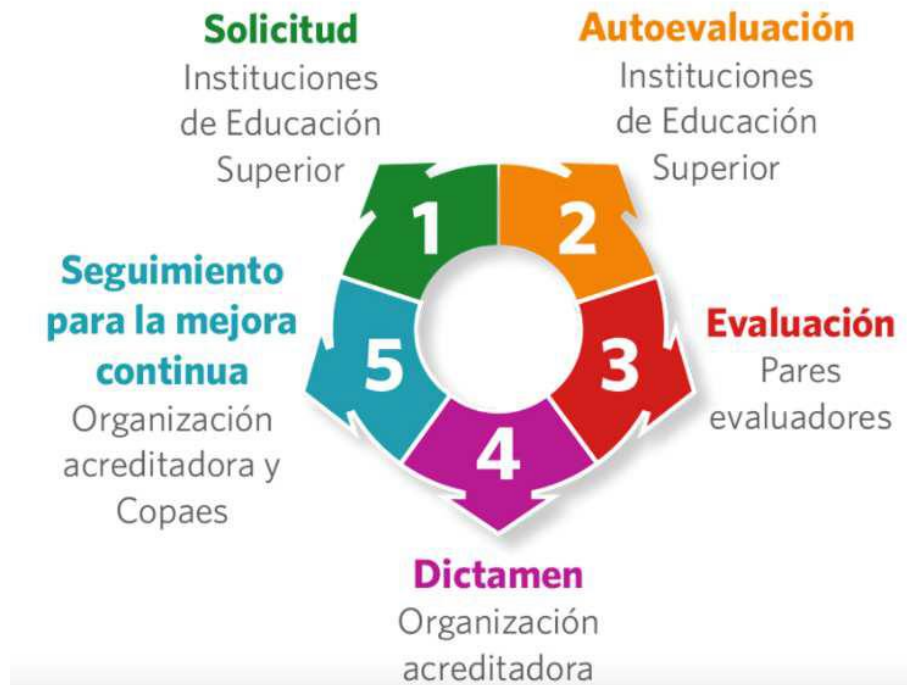 Solicitud
Instituciones
de Educación
Superior
Autoevaluación
Instituciones
de Educación
Superior
1
2
3
4
5
Evaluación
Pares
evaluadores
Dictamen
Organización
acreditadora
Seguimiento
para la mejora
continua
Organización
acreditadora y
Copaes